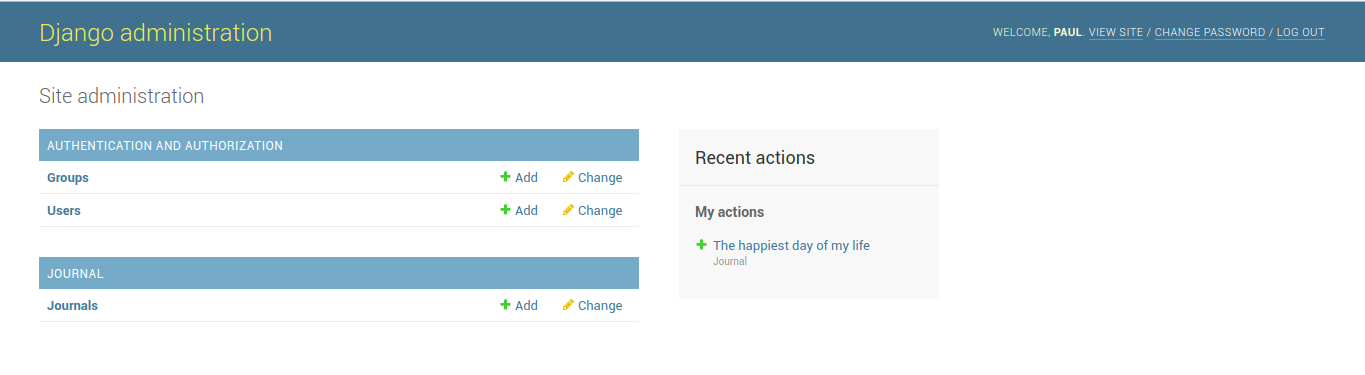 Django administration
WELCOME, PAUL. VIEW SITE / CHANGE PASSWORD / LOG OUT
Site administration
AUTHENTICATION AND AUTHORIZATION
Groups Add Change
Users Add Change
JOURNAL
Journals Add Change
Recent actions
My actions
The happiest day of my life
Journal